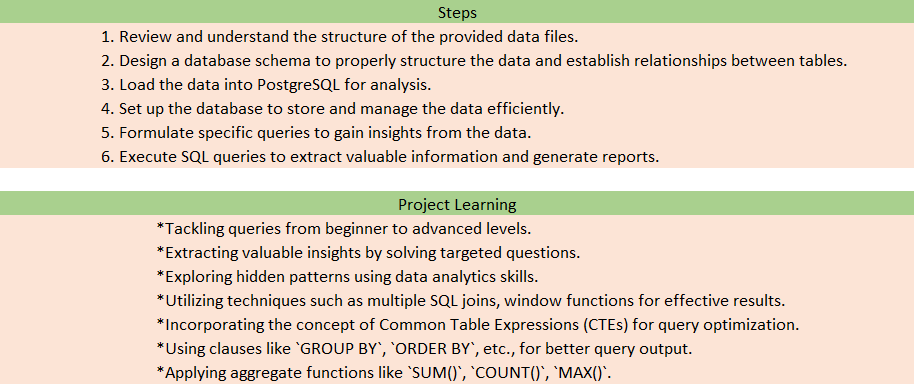 Steps
1. Review and understand the structure of the provided data files.
2. Design a database schema to properly structure the data and establish relationships between tables.
3. Load the data into PostgreSQL for analysis.
4. Set up the database to store and manage the data efficiently.
5. Formulate specific queries to gain insights from the data.
6. Execute SQL queries to extract valuable information and generate reports.
Project Learning
*Tackling queries from beginner to advanced levels.
*Extracting valuable insights by solving targeted questions.
*Exploring hidden patterns using data analytics skills.
*Utilizing techniques such as multiple SQL joins, window functions for effective results.
*Incorporating the concept of Common Table Expressions (CTEs) for query optimization.
*Using clauses like `GROUP BY`, `ORDER BY`, etc., for better query output.
*Applying aggregate functions like `SUM()`, `COUNT()`, `MAX()`.